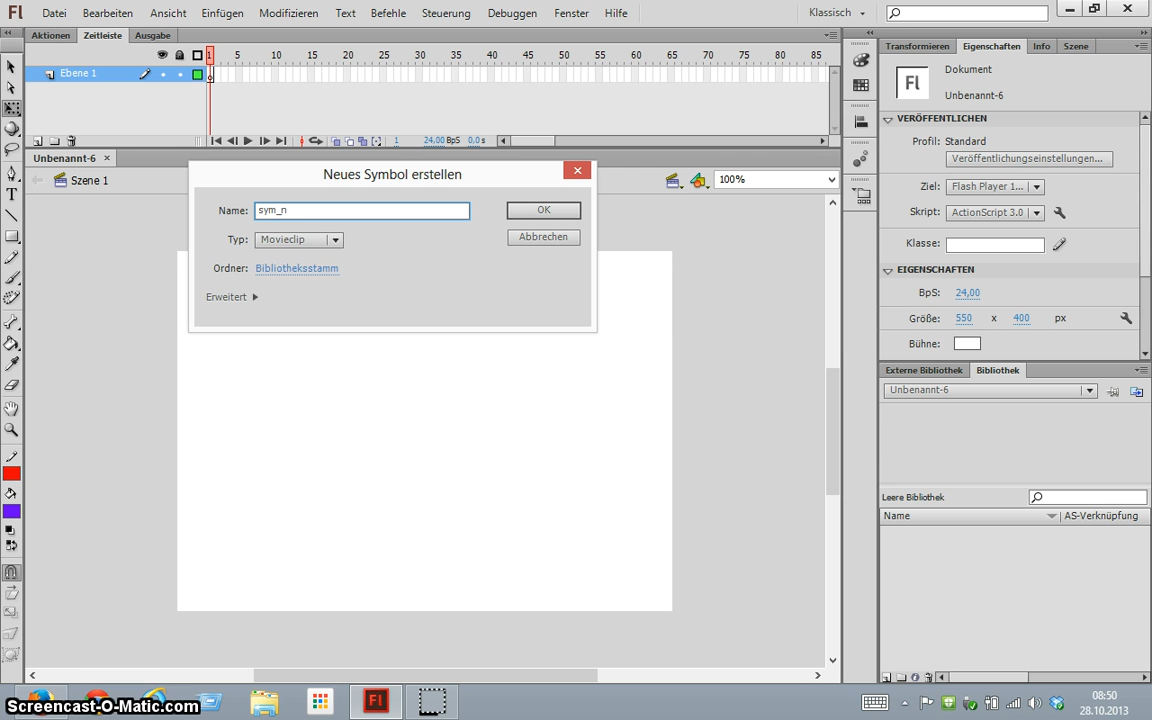 Fl Datei Bearbeiten Ansicht Einfügen Modifizieren Text Befehle Steuerung Debuggen Fenster Hilfe Klassisch
Aktionen Zeitleiste Ausgabe
1 5 10 15 20 25 30 35 40 45 50 55 60 65 70 75 80 85
Ebene 1
1 24,00 BpS 0,0 s
Unbenannt-6 ×
Szene 1
100%
Neues Symbol erstellen
Name: sym_n
OK
Typ: Movieclip
Abbrechen
Ordner: Bibliotheksstamm
Erweitert
Transformieren Eigenschaften Info Szene
Fl
Dokument
Unbenannt-6
VERÖFFENTLICHEN
Profil: Standard
Veröffentlichungseinstellungen...
Ziel: Flash Player 1...
Skript: ActionScript 3.0
Klasse:
EIGENSCHAFTEN
BpS: 24,00
Größe: 550 x 400 px
Bühne:
Externe Bibliothek Bibliothek
Unbenannt-6
Leere Bibliothek
Name AS-Verknüpfung
T
Fl
Screencast-O-Matic.com
08:50
28.10.2013